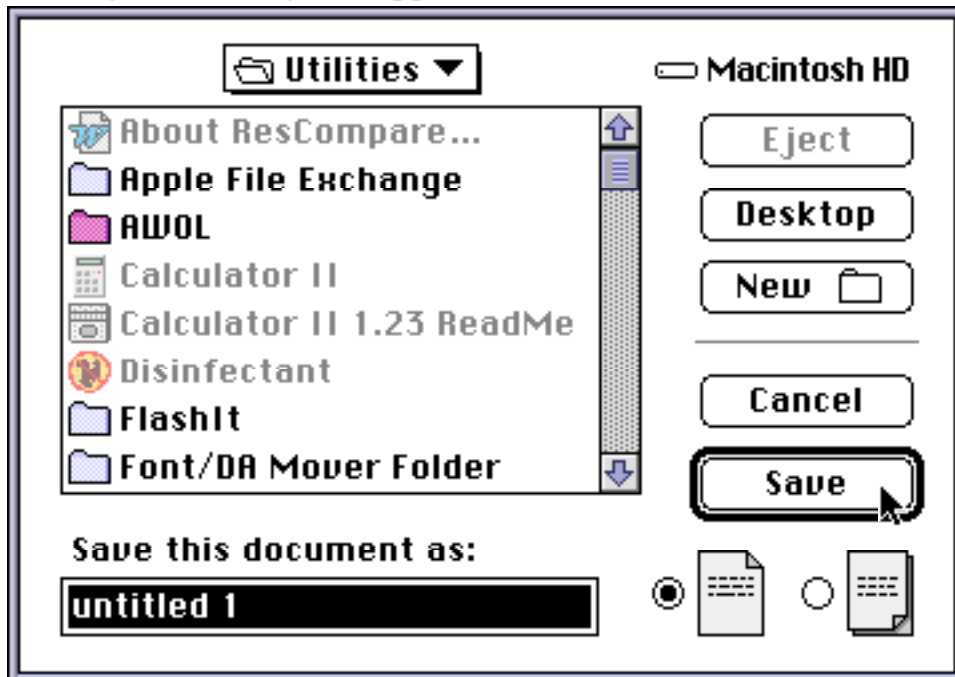 Utilities
Macintosh HD
About ResCompare...
Apple File Exchange
AWOL
Calculator II
Calculator II 1.23 ReadMe
Disinfectant
FlashIt
Font/DA Mover Folder
Eject
Desktop
New
Cancel
Save
Save this document as:
untitled 1